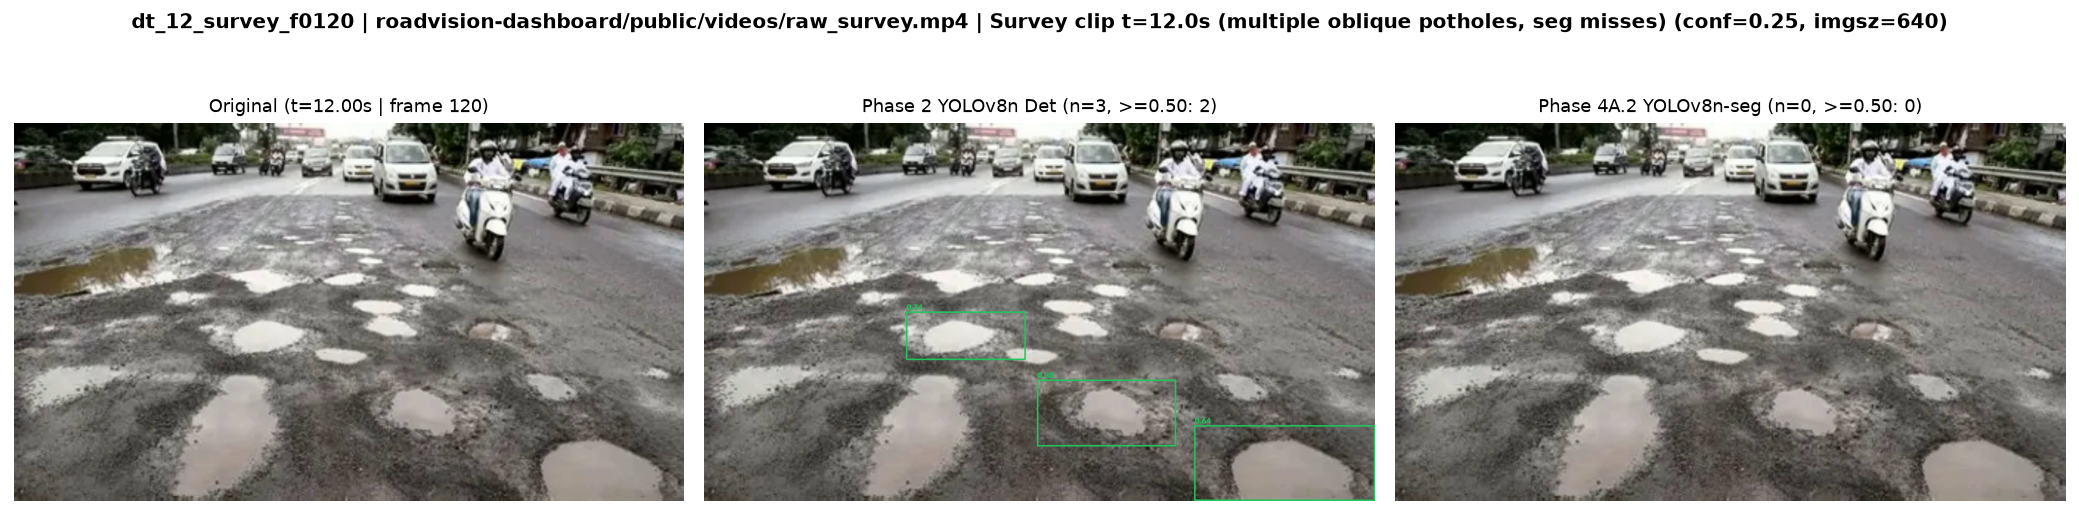 dt_12_survey_f0120 | roadvision-dashboard/public/videos/raw_survey.mp4 | Survey clip t=12.0s (multiple oblique potholes, seg misses) (conf=0.25, imgsz=640)
Original (t=12.00s | frame 120)
Phase 2 YOLOv8n Det (n=3, >=0.50: 2)
Phase 4A.2 YOLOv8n-seg (n=0, >=0.50: 0)